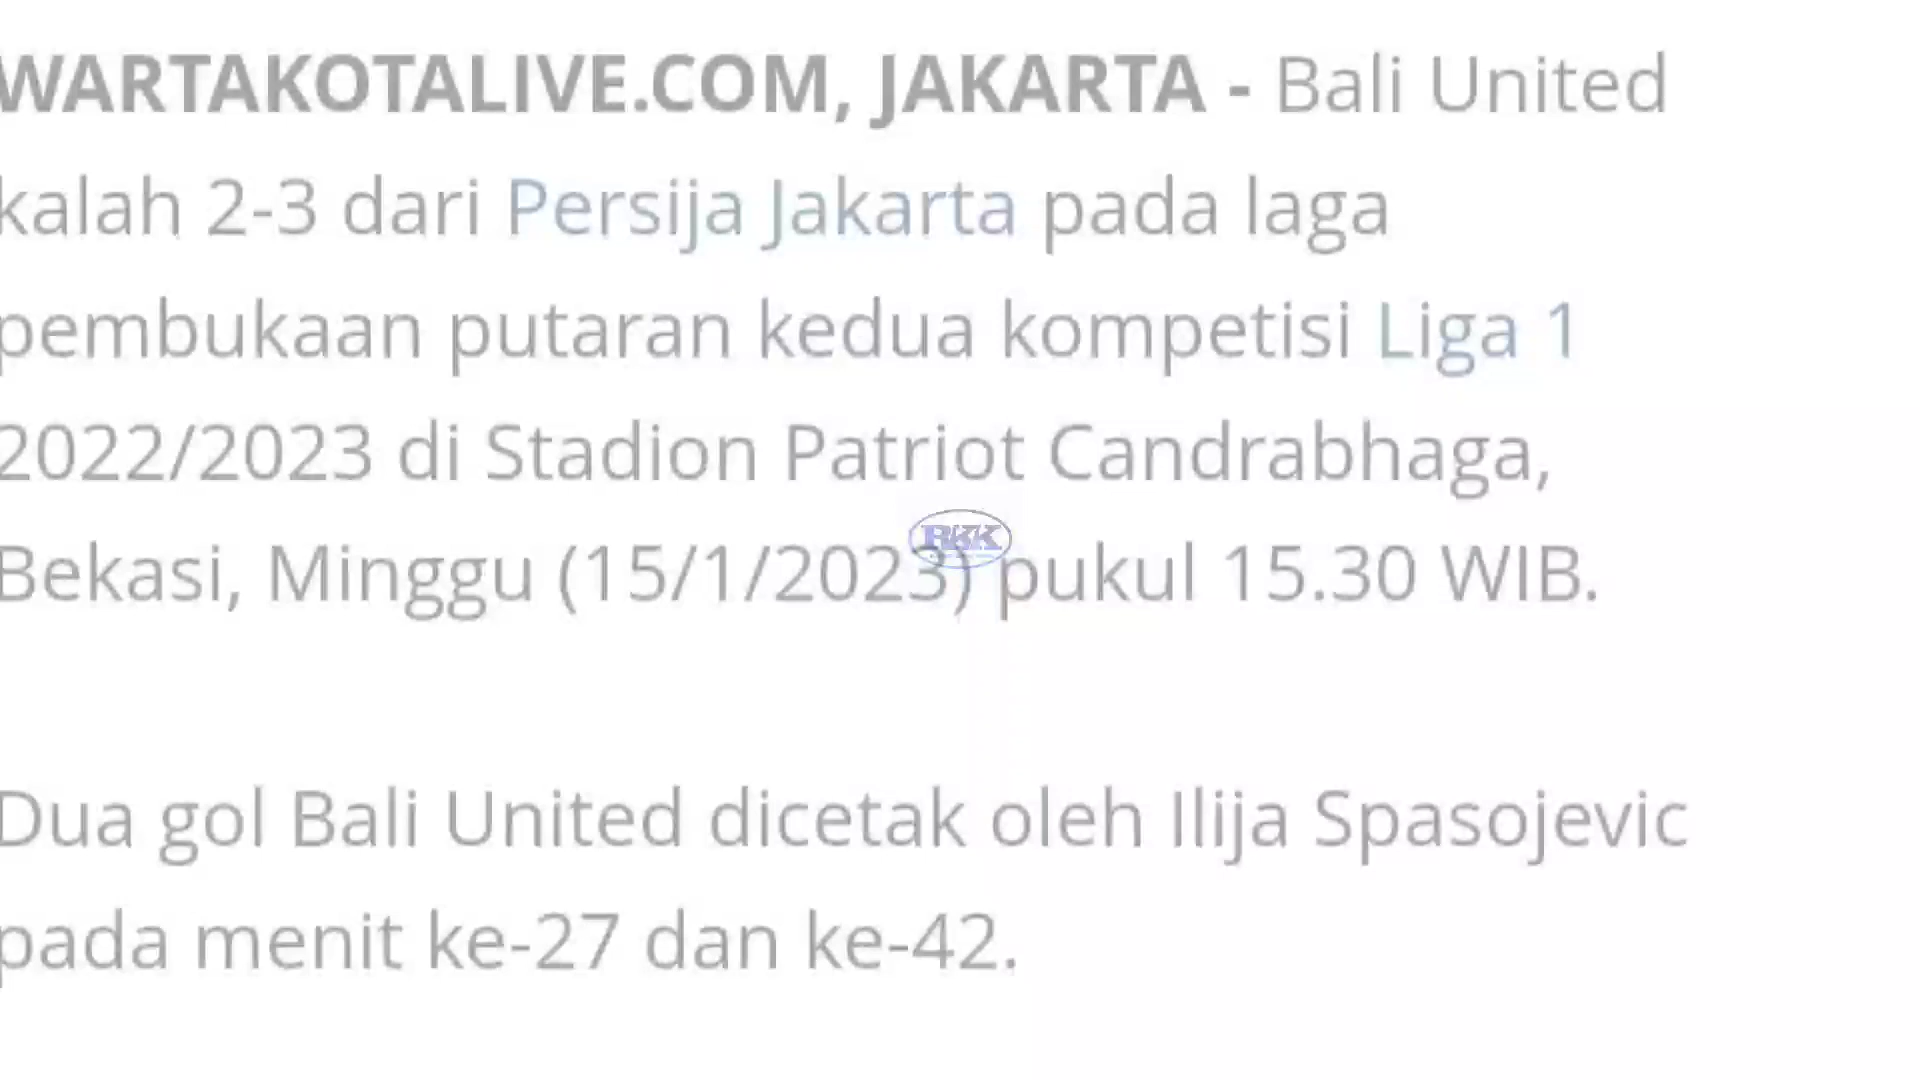 WARTAKOTALIVE.COM, JAKARTA - Bali United
kalah 2-3 dari Persija Jakarta pada laga
pembukaan putaran kedua kompetisi Liga 1
2022/2023 di Stadion Patriot Candrabhaga,
RKK
Bekasi, Minggu (15/1/2023) pukul 15.30 WIB.
Dua gol Bali United dicetak oleh Ilija Spasojevic
pada menit ke-27 dan ke-42.